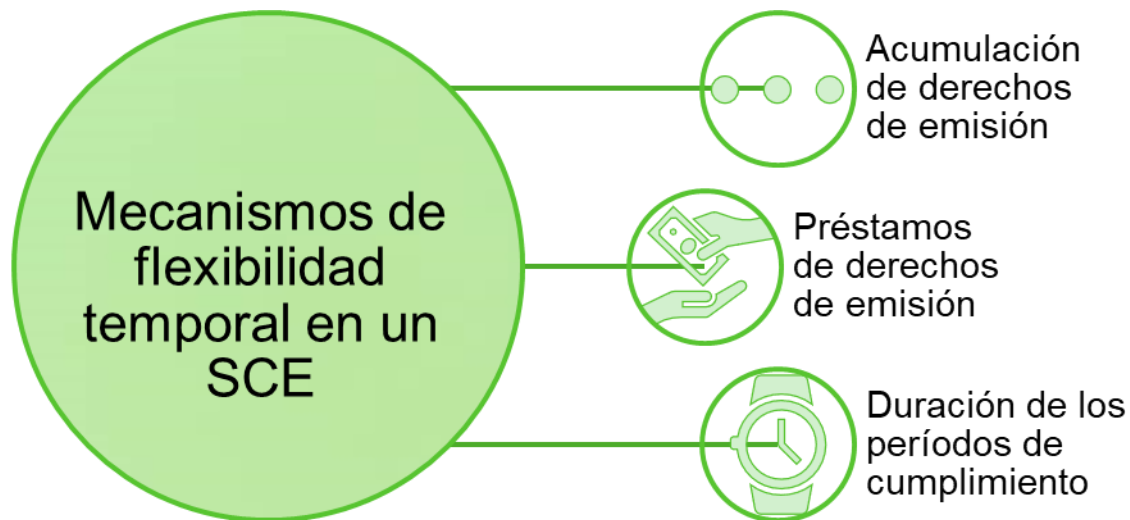 Mecanismos de
flexibilidad
temporal en un
SCE
Acumulación
de derechos
de emisión
Préstamos
de derechos
de emisión
Duración de los
períodos de
cumplimiento